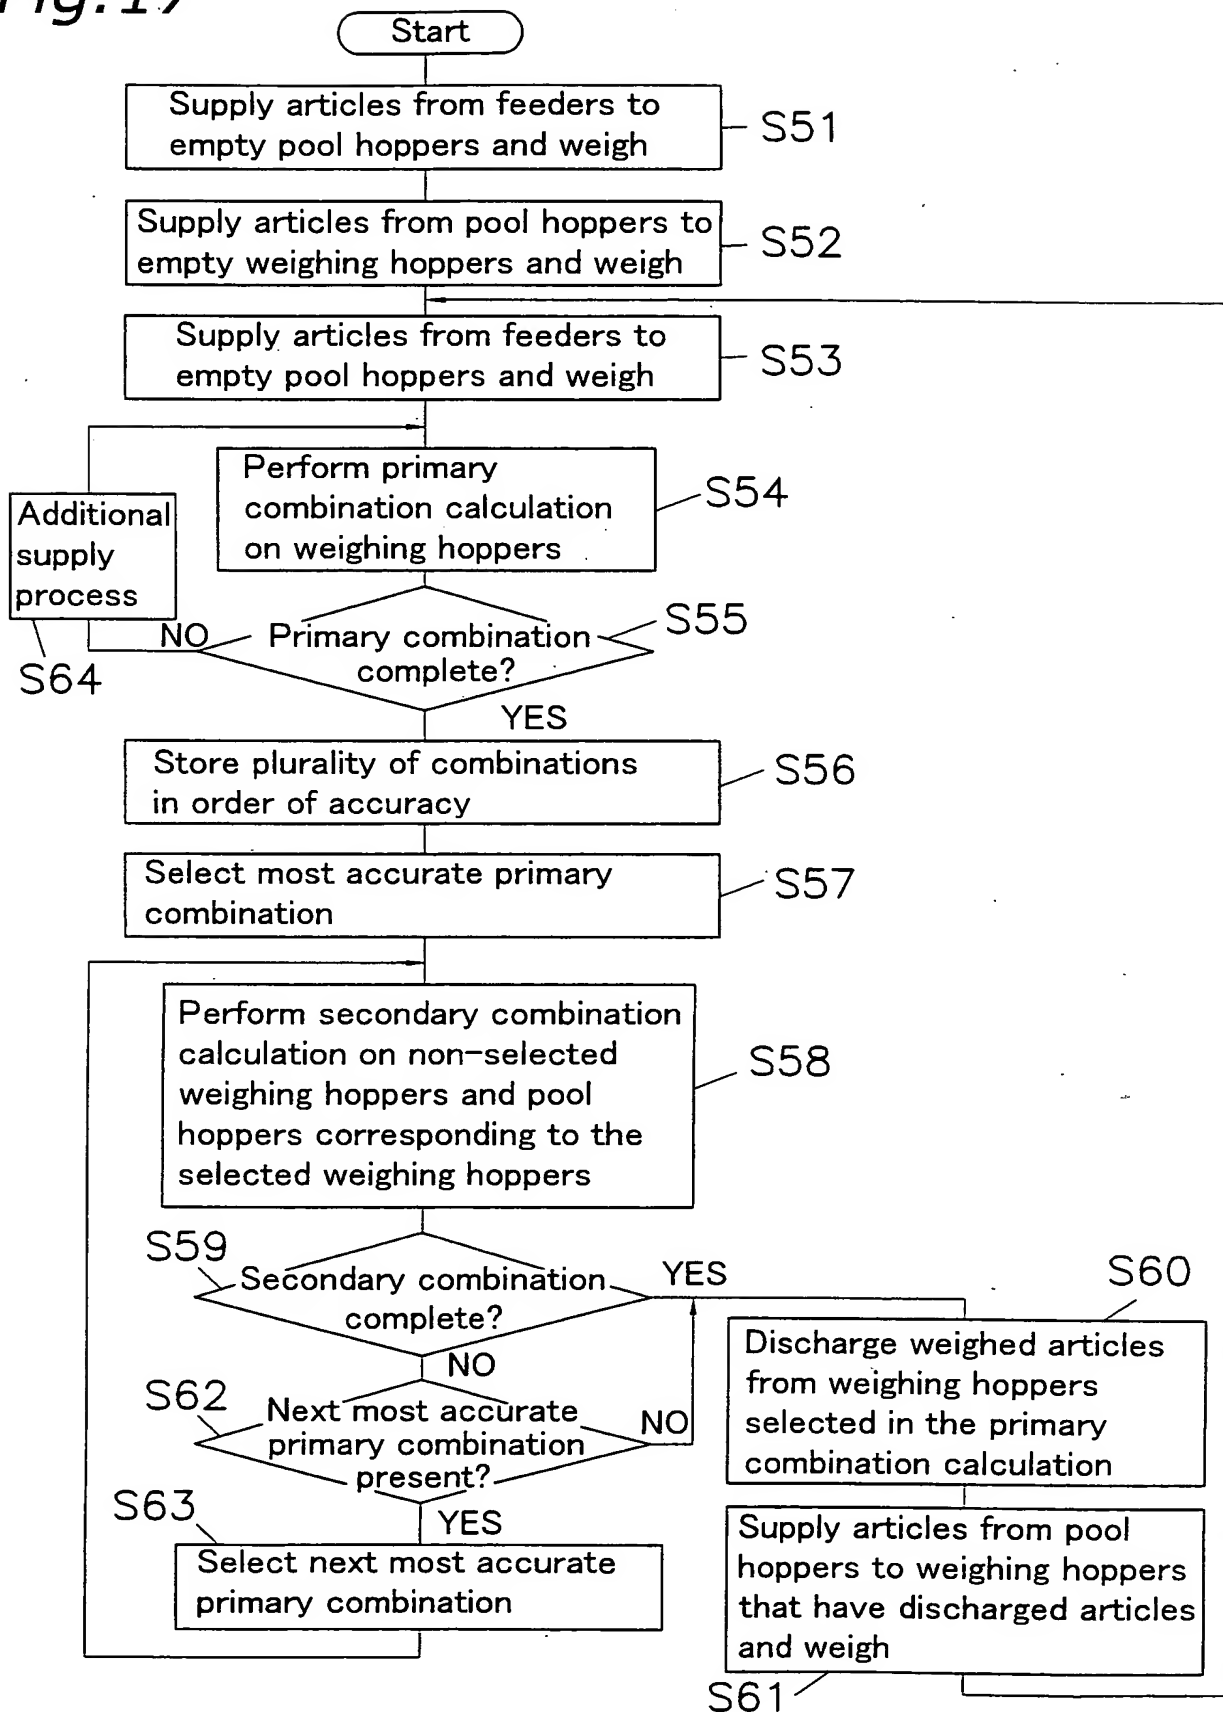 Fig.19
Start
Supply articles from feeders to
empty pool hoppers and weigh
S51
Supply articles from pool hoppers to
empty weighing hoppers and weigh
S52
Supply articles from feeders to
empty pool hoppers and weigh
S53
Perform primary
combination calculation
on weighing hoppers
S54
Additional
supply
process
S64
NO
Primary combination
complete?
S55
YES
Store plurality of combinations
in order of accuracy
S56
Select most accurate primary
combination
S57
Perform secondary combination
calculation on non-selected
weighing hoppers and pool
hoppers corresponding to the
selected weighing hoppers
S58
S59
Secondary combination
complete?
YES
NO
S60
Discharge weighed articles
from weighing hoppers
selected in the primary
combination calculation
S62
Next most accurate
primary combination
present?
NO
YES
S63
Select next most accurate
primary combination
Supply articles from pool
hoppers to weighing hoppers
that have discharged articles
and weigh
S61